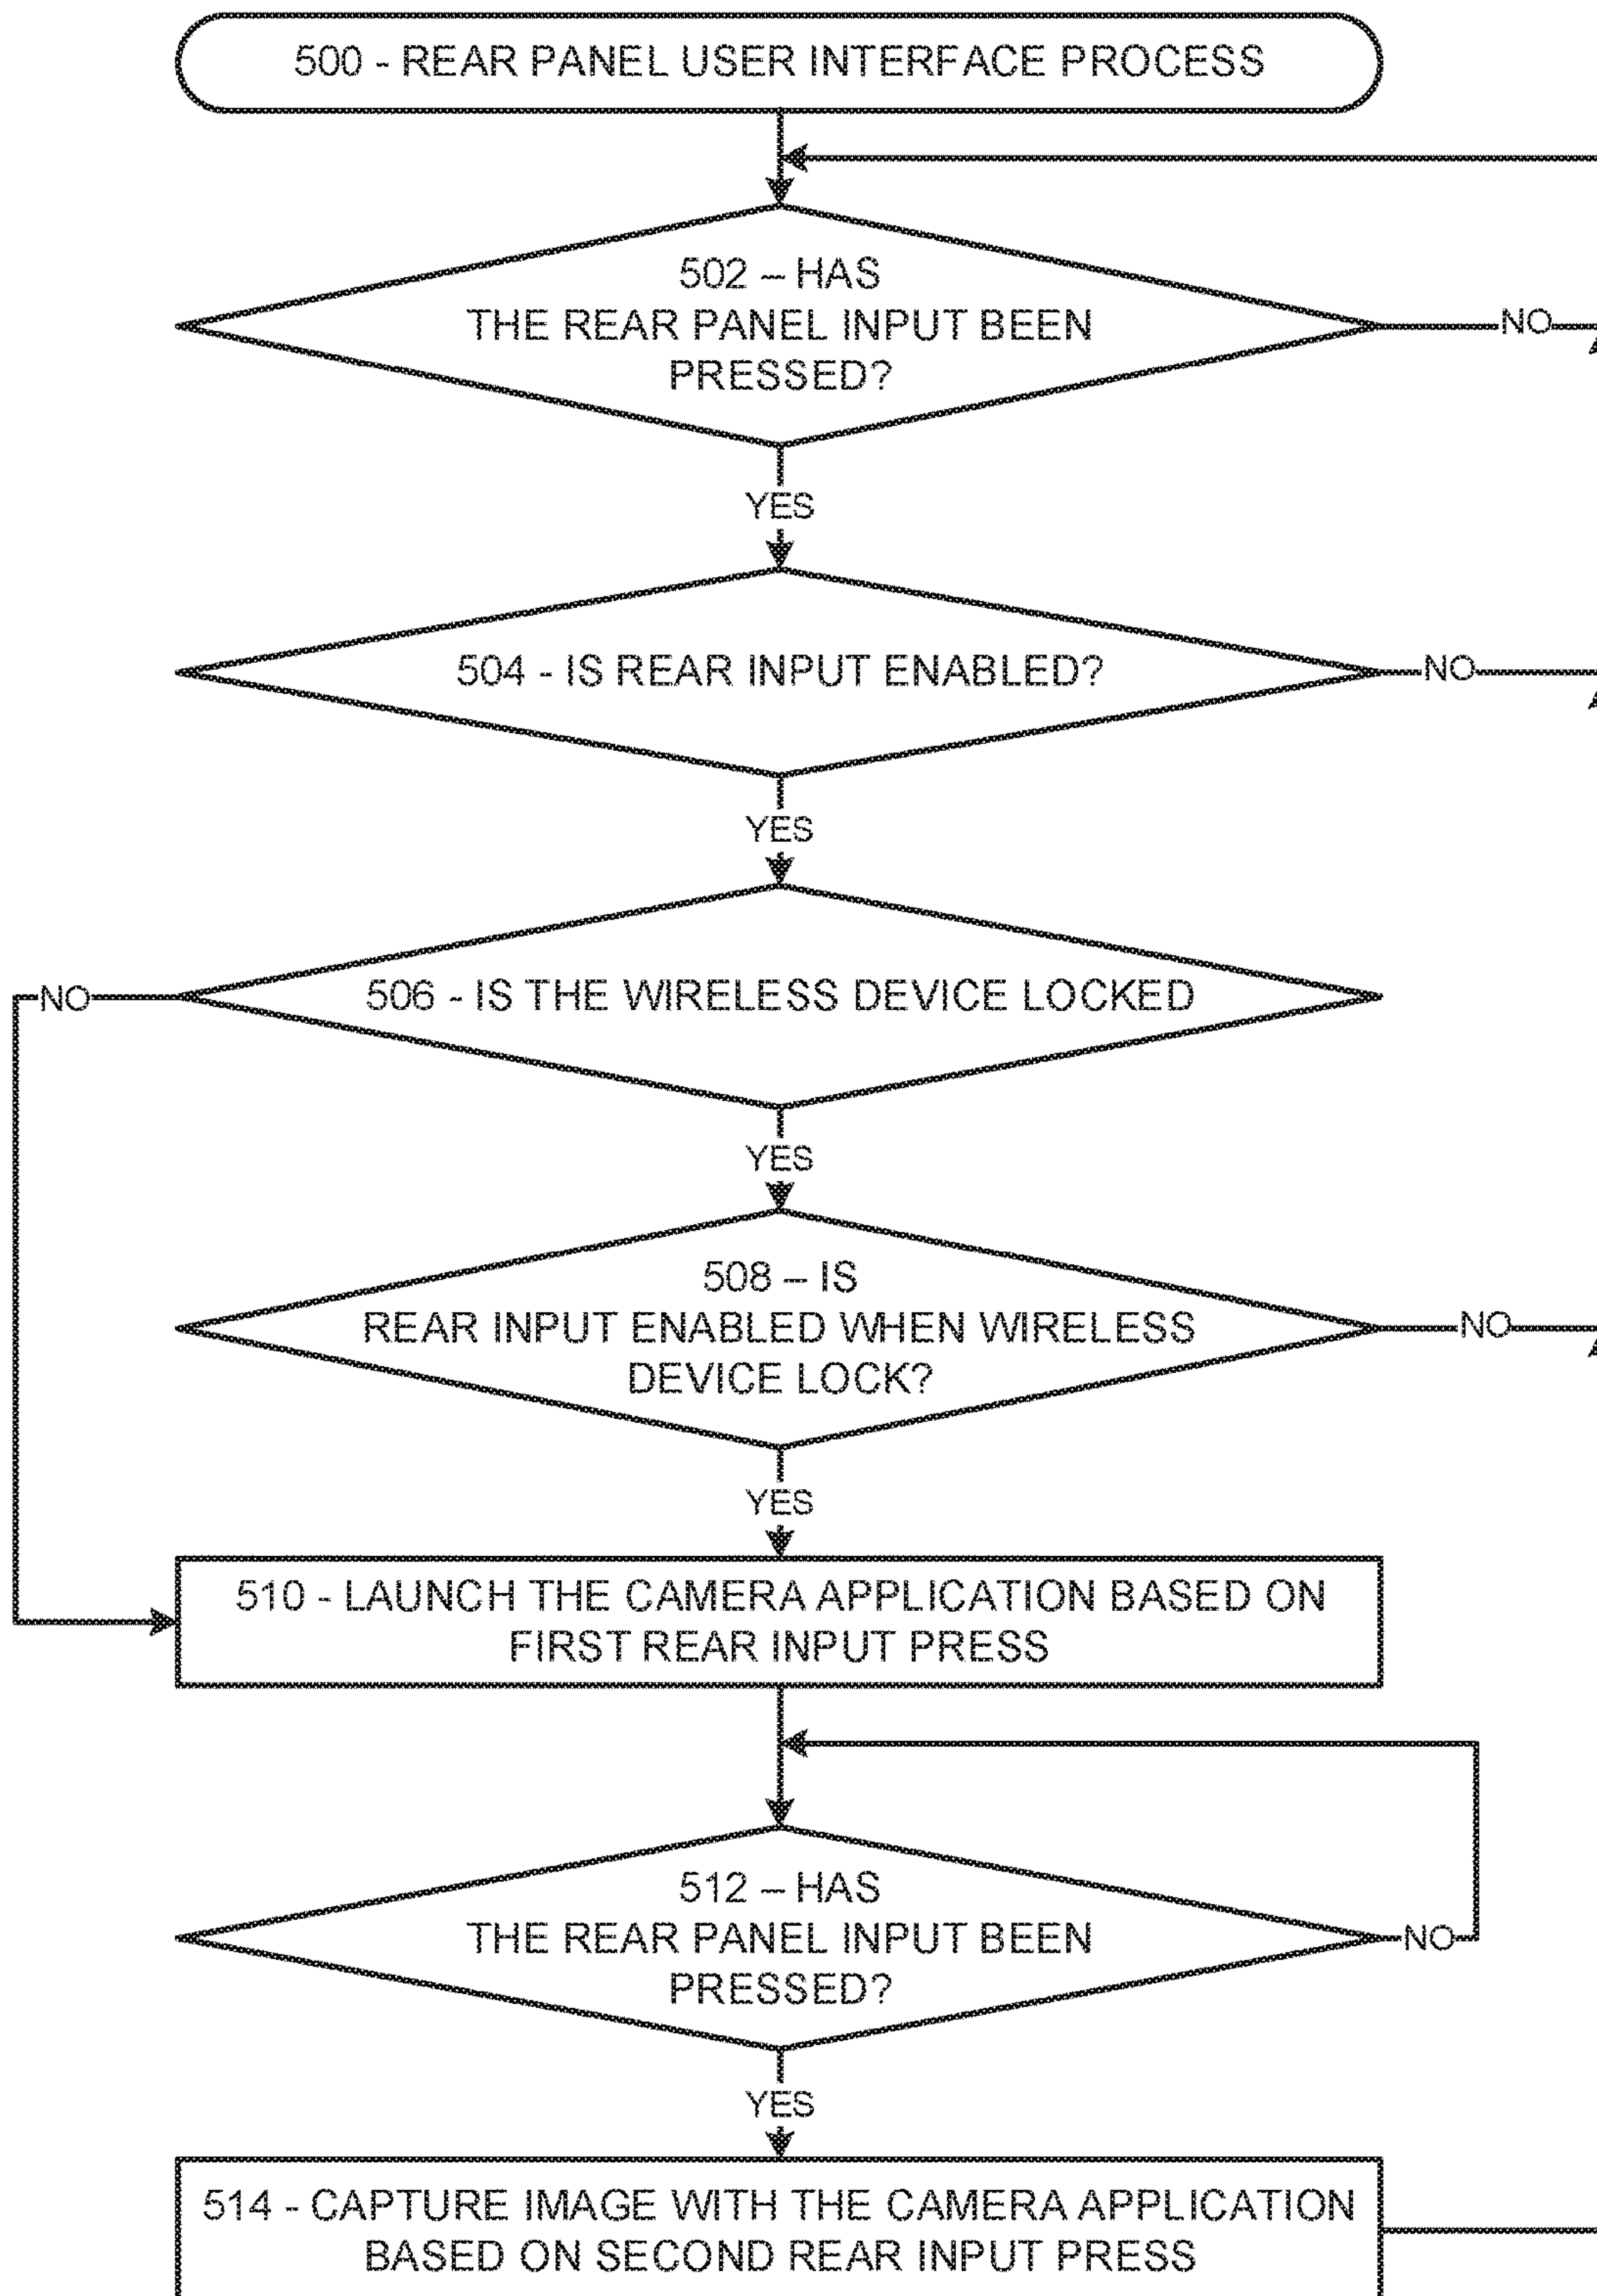 500 - REAR PANEL USER INTERFACE PROCESS
502 – HAS
THE REAR PANEL INPUT BEEN
PRESSED?
NO
YES
504 - IS REAR INPUT ENABLED?
NO
YES
506 - IS THE WIRELESS DEVICE LOCKED
NO
YES
508 – IS
REAR INPUT ENABLED WHEN WIRELESS
DEVICE LOCK?
NO
YES
510 - LAUNCH THE CAMERA APPLICATION BASED ON
FIRST REAR INPUT PRESS
512 – HAS
THE REAR PANEL INPUT BEEN
PRESSED?
NO
YES
514 - CAPTURE IMAGE WITH THE CAMERA APPLICATION
BASED ON SECOND REAR INPUT PRESS